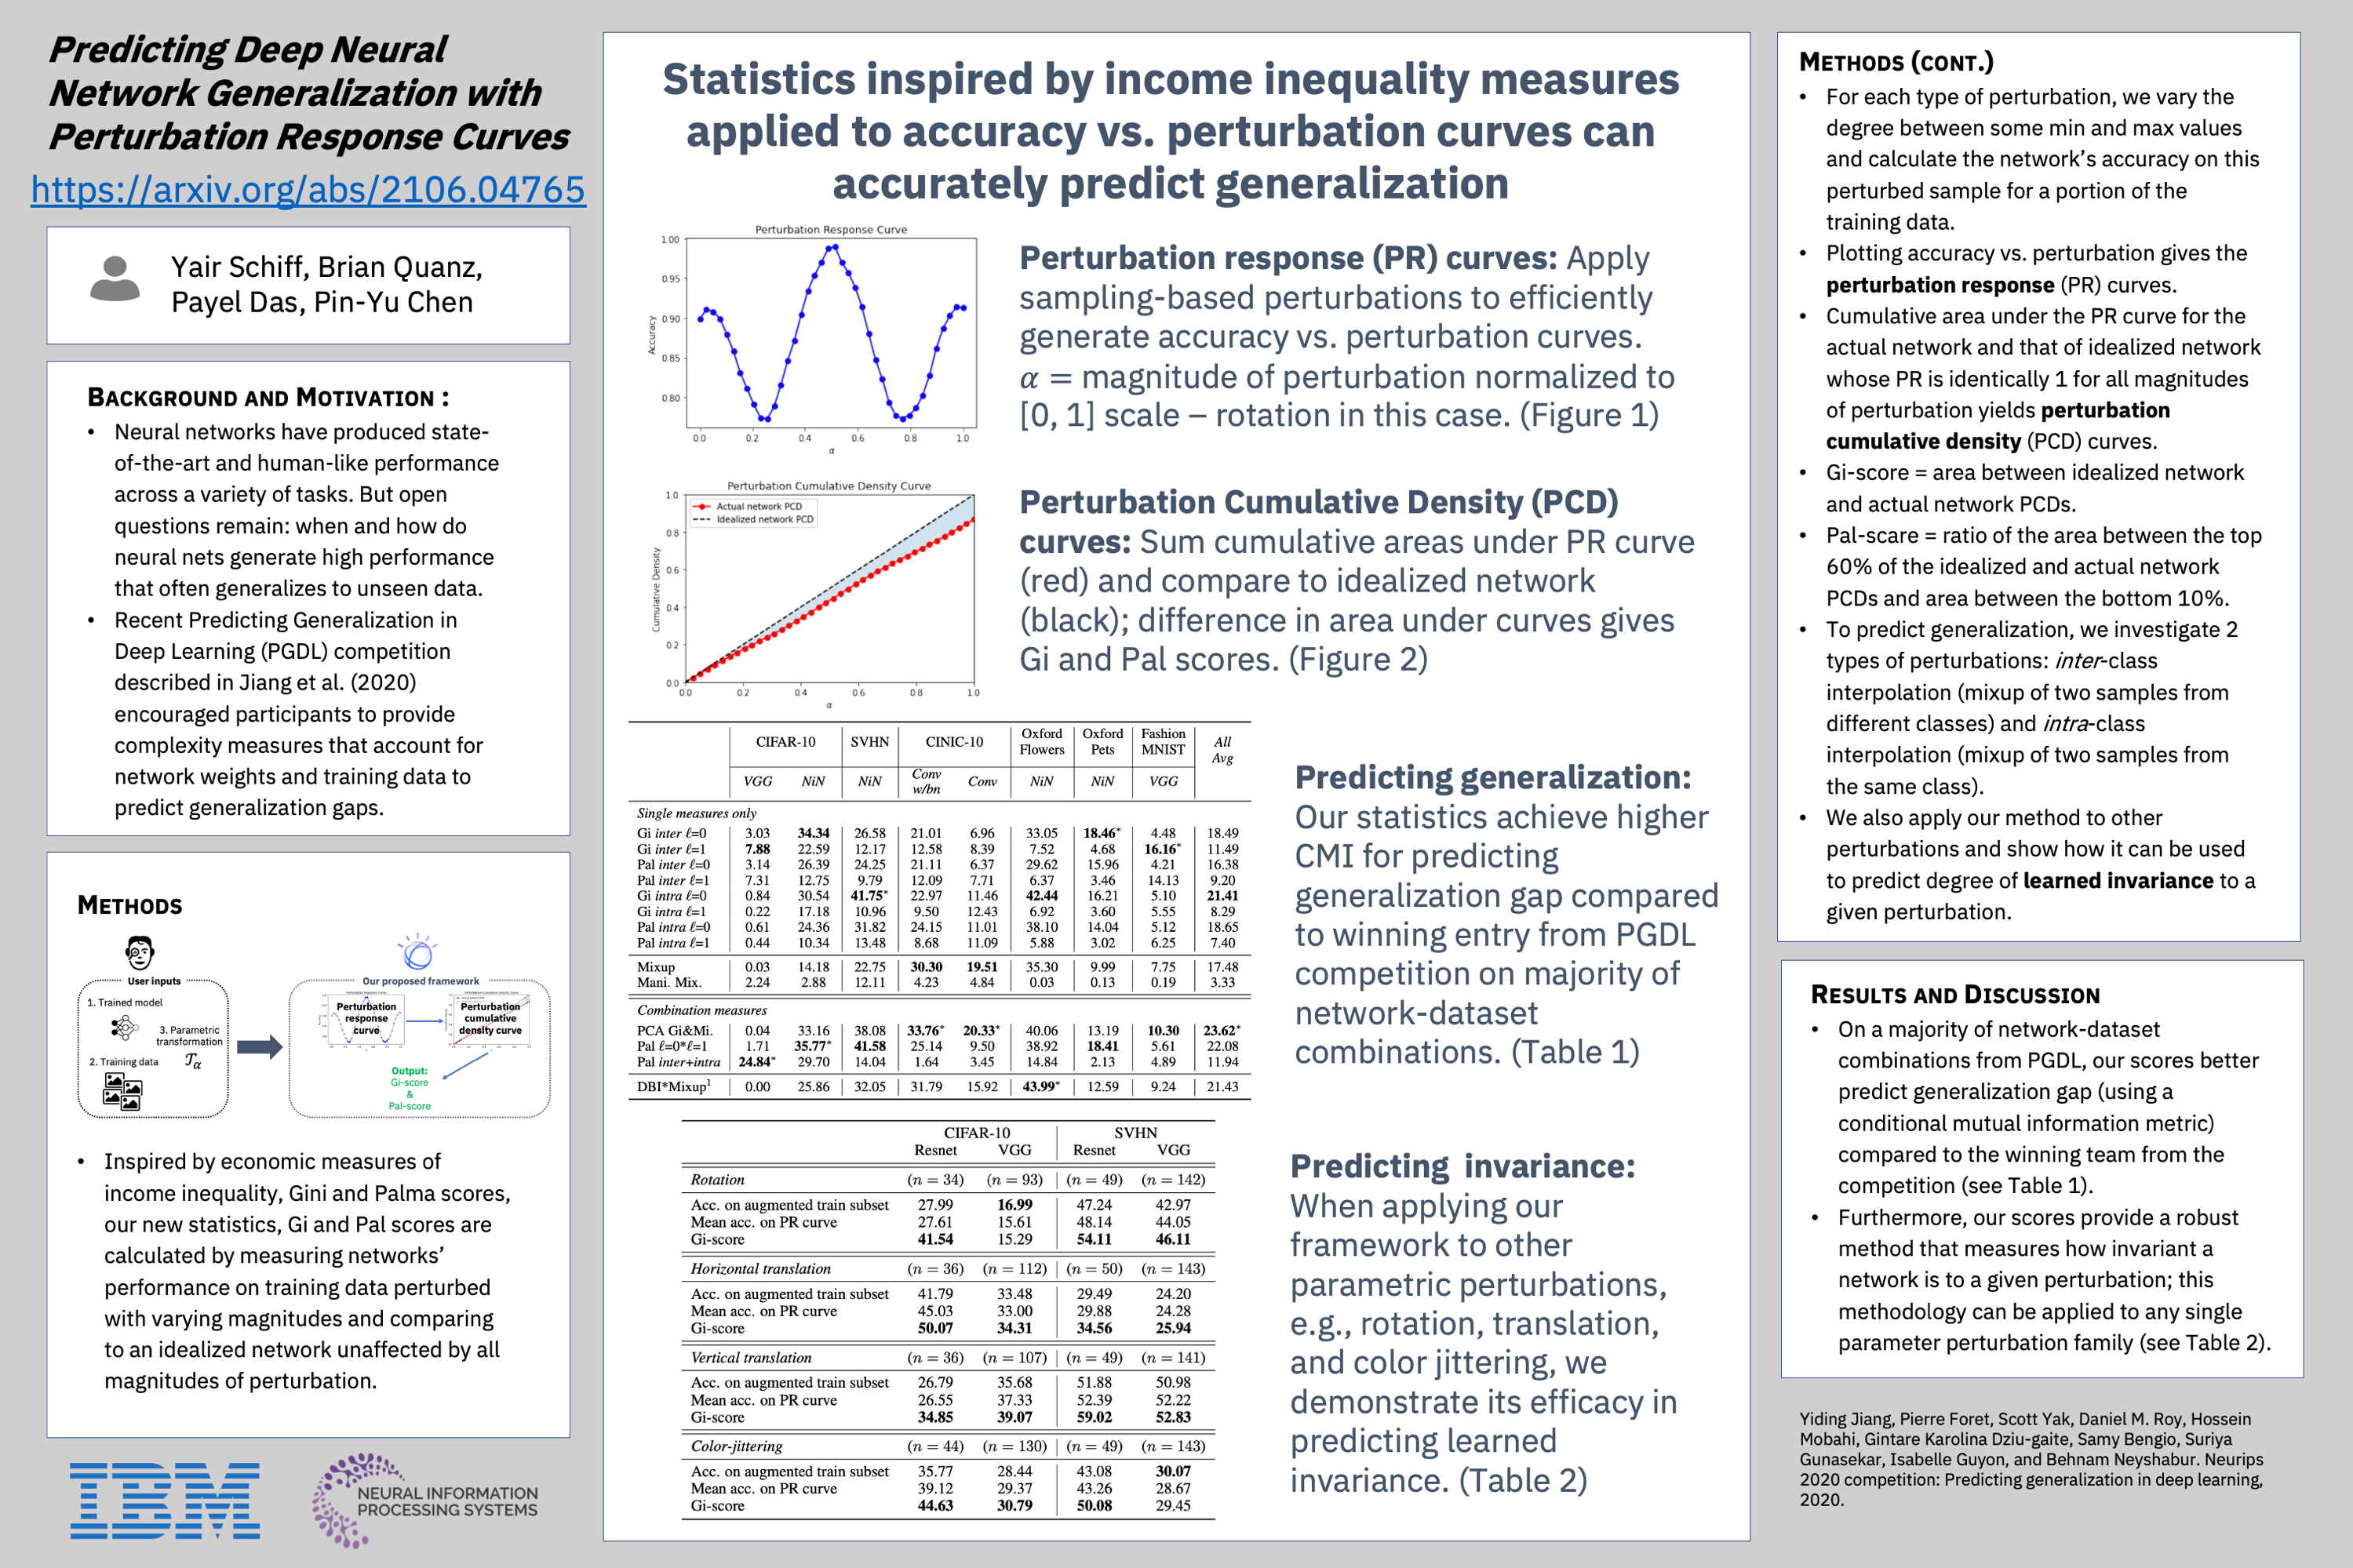 Predicting Deep Neural
Network Generalization with
Perturbation Response Curves
https://arxiv.org/abs/2106.04765
Yair Schiff, Brian Quanz,
Payel Das, Pin-Yu Chen
BACKGROUND AND MOTIVATION :
• Neural networks have produced state-
of-the-art and human-like performance
across a variety of tasks. But open
questions remain: when and how do
neural nets generate high performance
that often generalizes to unseen data.
• Recent Predicting Generalization in
Deep Learning (PGDL) competition
described in Jiang et al. (2020)
encouraged participants to provide
complexity measures that account for
network weights and training data to
predict generalization gaps.
METHODS
User inputs
1. Trained model
3. Parametric
transformation
2. Training data
𝒯α
Our proposed framework
Perturbation
response
curve
Perturbation
cumulative
density curve
Output:
Gi-score
&
Pal-score
• Inspired by economic measures of
income inequality, Gini and Palma scores,
our new statistics, Gi and Pal scores are
calculated by measuring networks’
performance on training data perturbed
with varying magnitudes and comparing
to an idealized network unaffected by all
magnitudes of perturbation.
IBM
NEURAL INFORMATION
PROCESSING SYSTEMS
Statistics inspired by income inequality measures
applied to accuracy vs. perturbation curves can
accurately predict generalization
Perturbation Response Curve
1.00
0.95
0.90
0.85
0.80
Accuracy
0.0 0.2 0.4 0.6 0.8 1.0
α
Perturbation response (PR) curves: Apply
sampling-based perturbations to efficiently
generate accuracy vs. perturbation curves.
α = magnitude of perturbation normalized to
[0, 1] scale – rotation in this case. (Figure 1)
Perturbation Cumulative Density Curve
Actual network PCD
Idealized network PCD
1.0
0.8
0.6
0.4
0.2
0.0
Cumulative Density
0.0 0.2 0.4 0.6 0.8 1.0
α
Perturbation Cumulative Density (PCD)
curves: Sum cumulative areas under PR curve
(red) and compare to idealized network
(black); difference in area under curves gives
Gi and Pal scores. (Figure 2)
CIFAR-10 SVHN CINIC-10 Oxford Flowers Oxford Pets Fashion MNIST All Avg
VGG NiN NiN Conv w/bn Conv NiN NiN VGG
Single measures only
Gi inter ℓ=0 3.03 34.34 26.58 21.01 6.96 33.05 18.46* 4.48 18.49
Gi inter ℓ=1 7.88 22.59 12.17 12.58 8.39 7.52 4.68 16.16* 11.49
Pal inter ℓ=0 3.14 26.39 24.25 21.11 6.37 29.62 15.96 4.21 16.38
Pal inter ℓ=1 7.31 12.75 9.79 12.09 7.71 6.37 3.46 14.13 9.20
Gi intra ℓ=0 0.84 30.54 41.75* 22.97 11.46 42.44 16.21 5.10 21.41
Gi intra ℓ=1 0.22 17.18 10.96 9.50 12.43 6.92 3.60 5.55 8.29
Pal intra ℓ=0 0.61 24.36 31.82 24.15 11.01 38.10 14.04 5.12 18.65
Pal intra ℓ=1 0.44 10.34 13.48 8.68 11.09 5.88 3.02 6.25 7.40
Mixup 0.03 14.18 22.75 30.30 19.51 35.30 9.99 7.75 17.48
Mani. Mix. 2.24 2.88 12.11 4.23 4.84 0.03 0.13 0.19 3.33
Combination measures
PCA Gi&Mi. 0.04 33.16 38.08 33.76* 20.33* 40.06 13.19 10.30 23.62*
Pal ℓ=0*ℓ=1 1.71 35.77* 41.58 25.14 9.50 38.92 18.41 5.61 22.08
Pal inter+intra 24.84* 29.70 14.04 1.64 3.45 14.84 2.13 4.89 11.94
DBI*Mixup1 0.00 25.86 32.05 31.79 15.92 43.99* 12.59 9.24 21.43
Predicting generalization:
Our statistics achieve higher
CMI for predicting
generalization gap compared
to winning entry from PGDL
competition on majority of
network-dataset
combinations. (Table 1)
CIFAR-10 SVHN
Resnet VGG Resnet VGG
Rotation (n = 34) (n = 93) (n = 49) (n = 142)
Acc. on augmented train subset 27.99 16.99 47.24 42.97
Mean acc. on PR curve 27.61 15.61 48.14 44.05
Gi-score 41.54 15.29 54.11 46.11
Horizontal translation (n = 36) (n = 112) (n = 50) (n = 143)
Acc. on augmented train subset 41.79 33.48 29.49 24.20
Mean acc. on PR curve 45.03 33.00 29.88 24.28
Gi-score 50.07 34.31 34.56 25.94
Vertical translation (n = 36) (n = 107) (n = 49) (n = 141)
Acc. on augmented train subset 26.79 35.68 51.88 50.98
Mean acc. on PR curve 26.55 37.33 52.39 52.22
Gi-score 34.85 39.07 59.02 52.83
Color-jittering (n = 44) (n = 130) (n = 49) (n = 143)
Acc. on augmented train subset 35.77 28.44 43.08 30.07
Mean acc. on PR curve 39.12 29.37 43.26 28.67
Gi-score 44.63 30.79 50.08 29.45
Predicting invariance:
When applying our
framework to other
parametric perturbations,
e.g., rotation, translation,
and color jittering, we
demonstrate its efficacy in
predicting learned
invariance. (Table 2)
METHODS (CONT.)
• For each type of perturbation, we vary the
degree between some min and max values
and calculate the network’s accuracy on this
perturbed sample for a portion of the
training data.
• Plotting accuracy vs. perturbation gives the
perturbation response (PR) curves.
• Cumulative area under the PR curve for the
actual network and that of idealized network
whose PR is identically 1 for all magnitudes
of perturbation yields perturbation
cumulative density (PCD) curves.
• Gi-score = area between idealized network
and actual network PCDs.
• Pal-scare = ratio of the area between the top
60% of the idealized and actual network
PCDs and area between the bottom 10%.
• To predict generalization, we investigate 2
types of perturbations: inter-class
interpolation (mixup of two samples from
different classes) and intra-class
interpolation (mixup of two samples from
the same class).
• We also apply our method to other
perturbations and show how it can be used
to predict degree of learned invariance to a
given perturbation.
RESULTS AND DISCUSSION
• On a majority of network-dataset
combinations from PGDL, our scores better
predict generalization gap (using a
conditional mutual information metric)
compared to the winning team from the
competition (see Table 1).
• Furthermore, our scores provide a robust
method that measures how invariant a
network is to a given perturbation; this
methodology can be applied to any single
parameter perturbation family (see Table 2).
Yiding Jiang, Pierre Foret, Scott Yak, Daniel M. Roy, Hossein
Mobahi, Gintare Karolina Dziu-gaite, Samy Bengio, Suriya
Gunasekar, Isabelle Guyon, and Behnam Neyshabur. Neurips
2020 competition: Predicting generalization in deep learning,
2020.